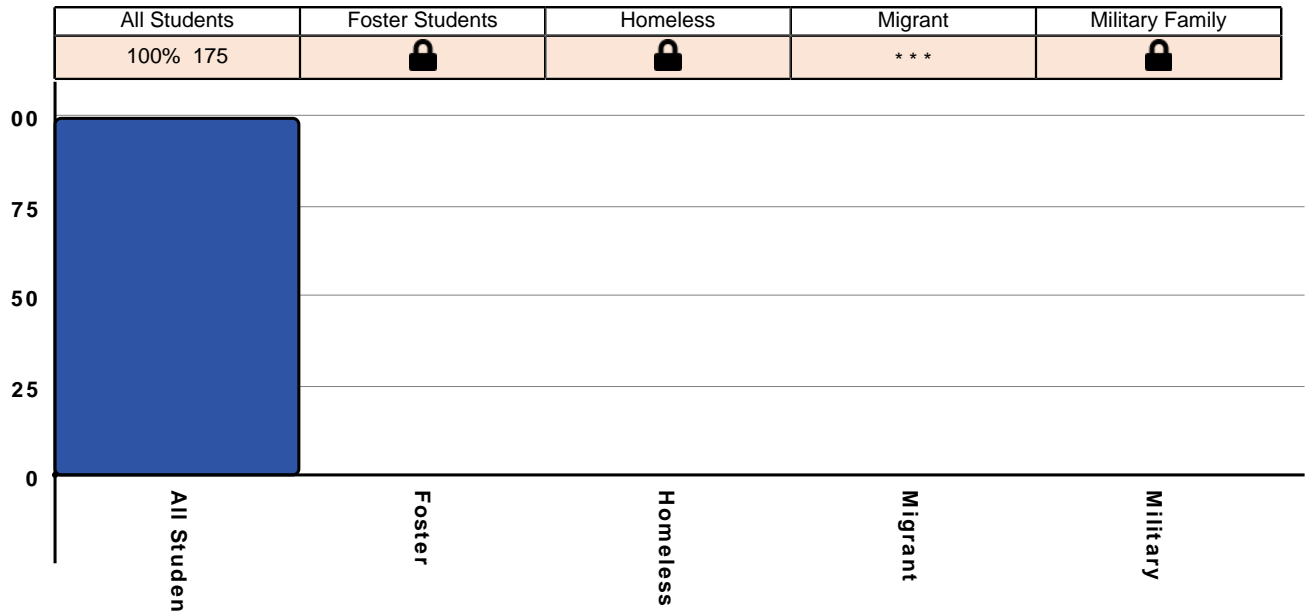 All Students Foster Students Homeless Migrant Military Family
100% 175 * * *
00
75
50
25
0
All Studen
Foster
Homeless
Migrant
Military